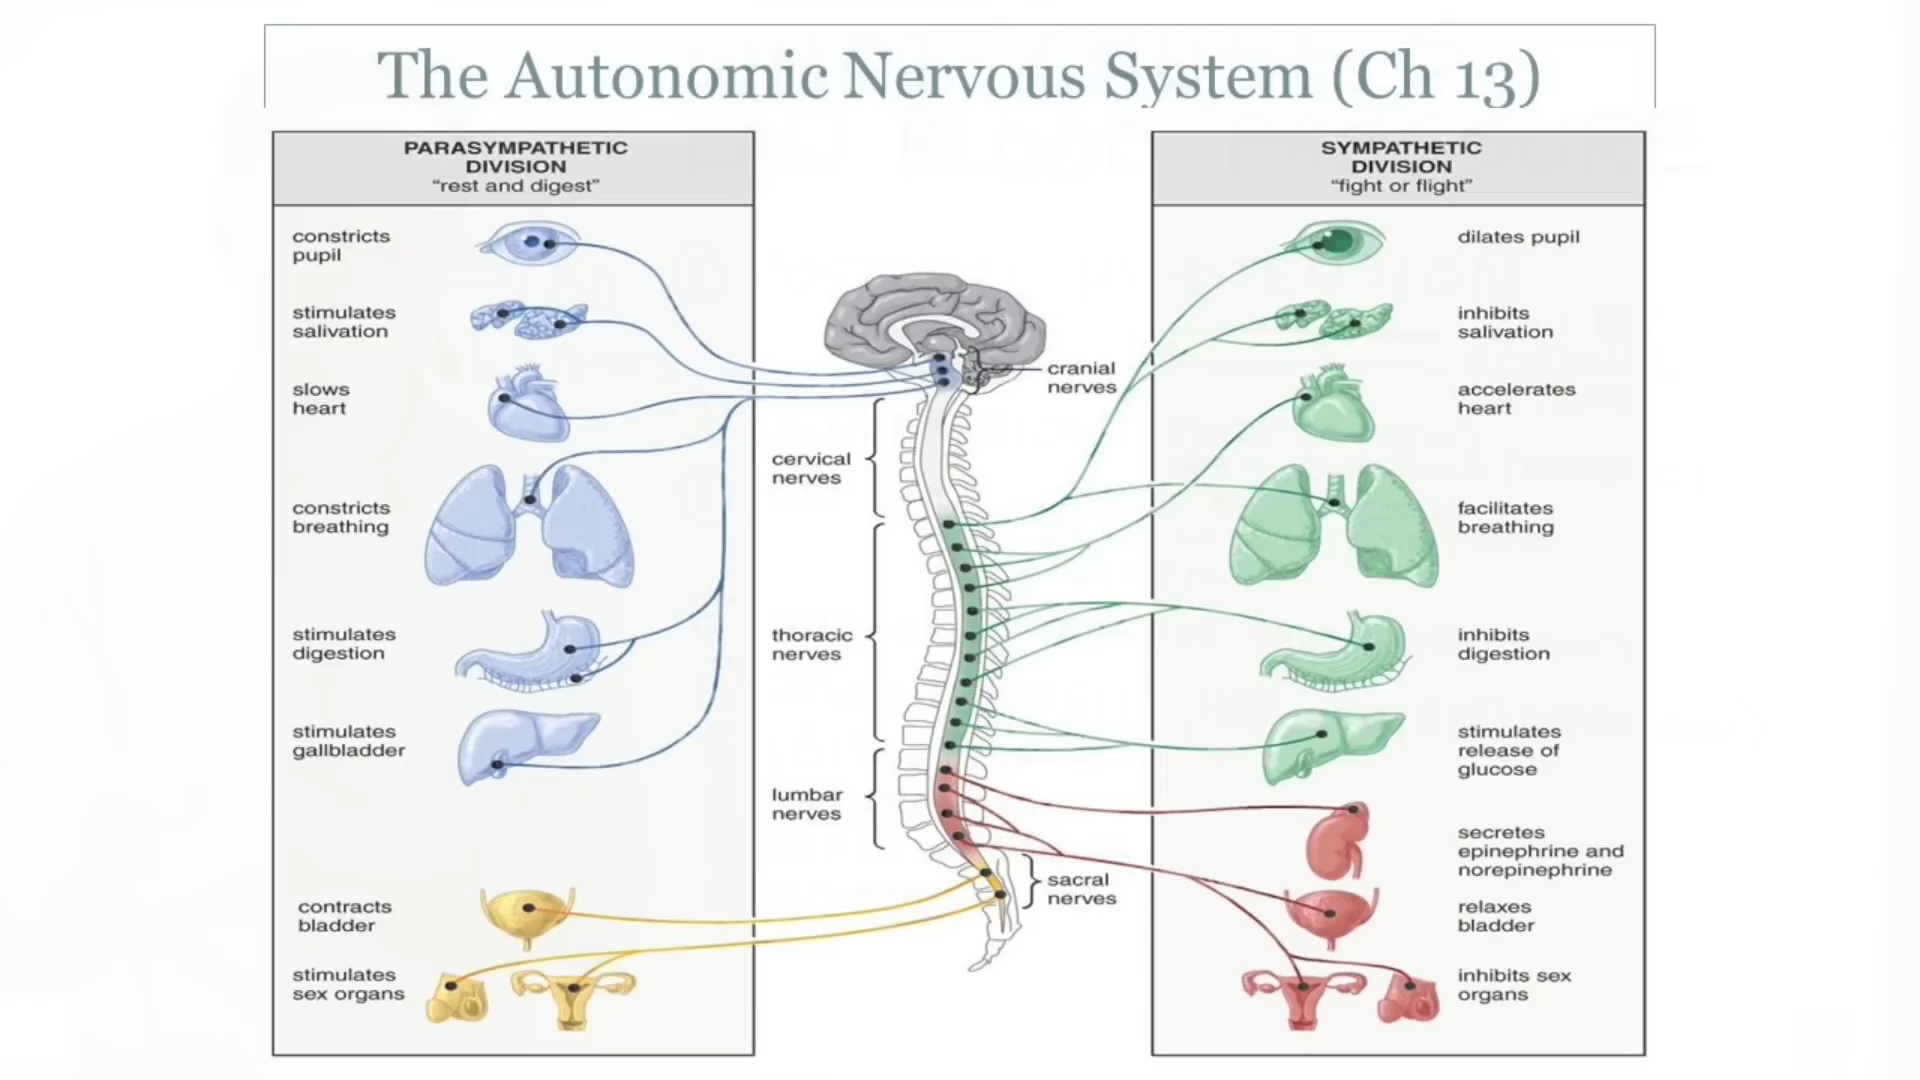 The Autonomic Nervous System (Ch 13)
PARASYMPATHETIC
DIVISION
“rest and digest”
constricts
pupil
stimulates
salivation
slows
heart
constricts
breathing
stimulates
digestion
stimulates
gallbladder
contracts
bladder
stimulates
sex organs
cranial
nerves
cervical
nerves
thoracic
nerves
lumbar
nerves
sacral
nerves
SYMPATHETIC
DIVISION
“fight or flight”
dilates pupil
inhibits
salivation
accelerates
heart
facilitates
breathing
inhibits
digestion
stimulates
release of
glucose
secretes
epinephrine and
norepinephrine
relaxes
bladder
inhibits sex
organs